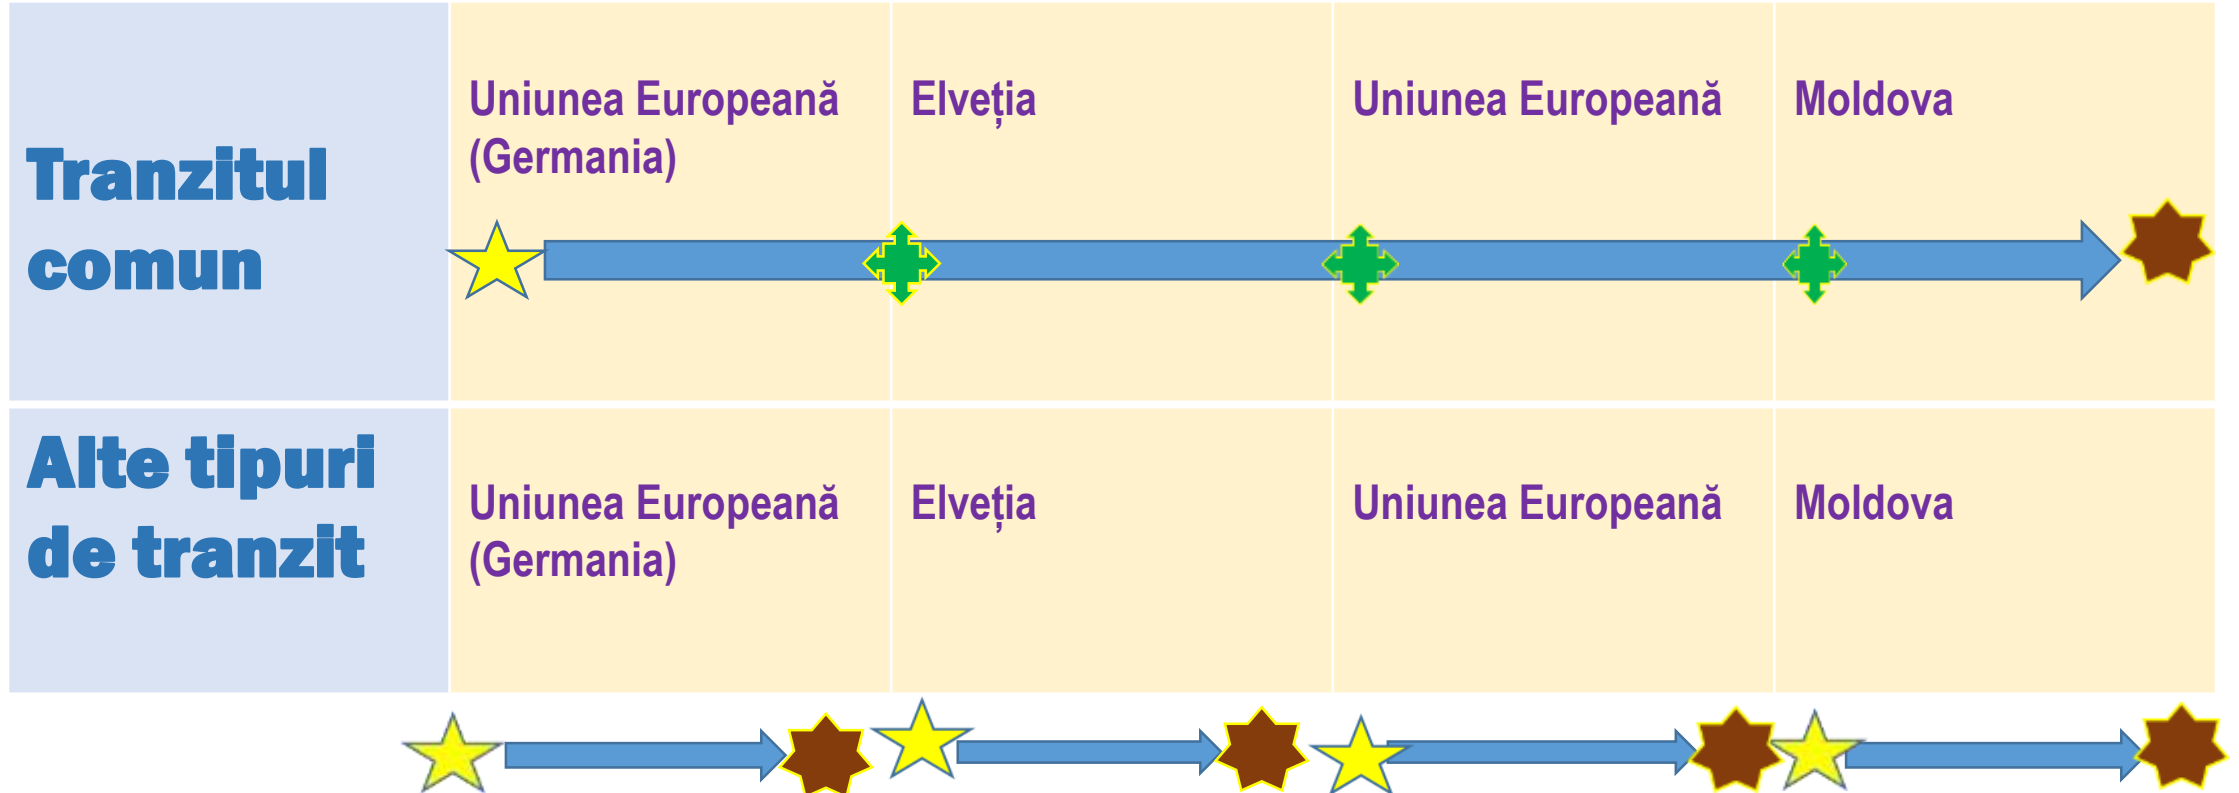 Tranzitul
comun
Uniunea Europeană
(Germania)
Elveția
Uniunea Europeană
Moldova
Alte tipuri
de tranzit
Uniunea Europeană
(Germania)
Elveția
Uniunea Europeană
Moldova